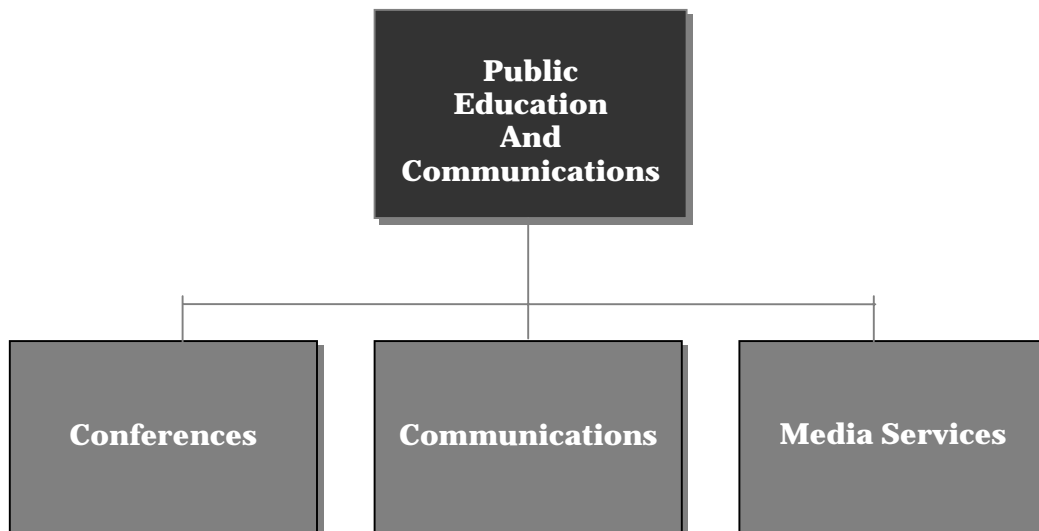 Public
Education
And
Communications
Conferences
Communications
Media Services